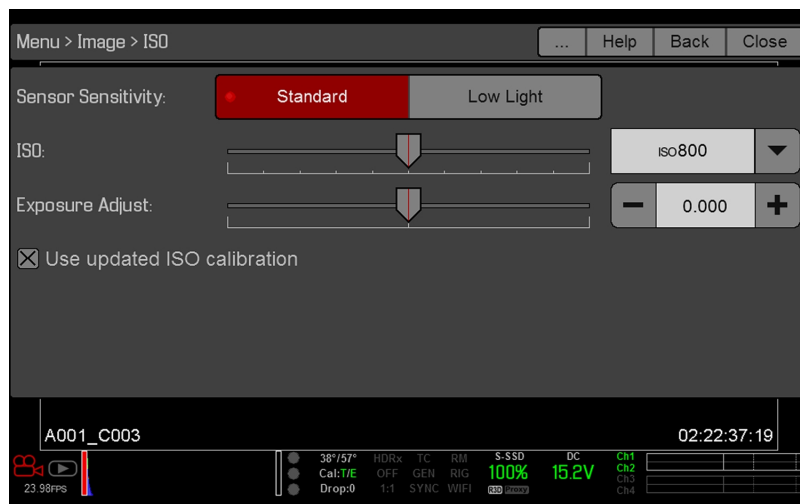 Menu > Image > ISO
... Help Back Close
Sensor Sensitivity: Standard Low Light
ISO: ISO800
Exposure Adjust: 0.000
Use updated ISO calibration
A001_C003 02:22:37:19
38°/57° HDRx TC RM S-SSD DC Ch1
Cal:T/E OFF GEN RIG 100% 15.2V Ch2
23.98FPS Drop:0 1:1 SYNC WIFI R3D Proxy Ch3
Ch4